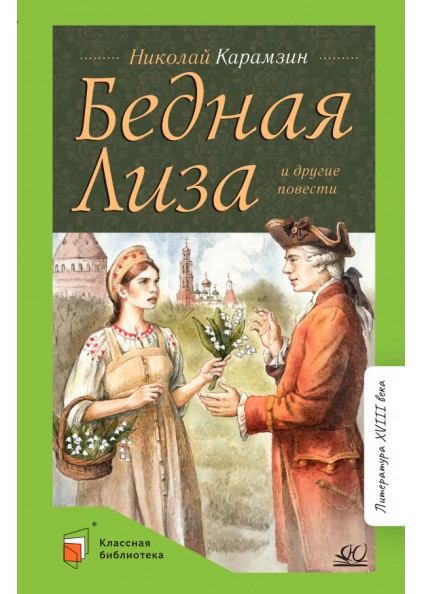 Николай Карамзин
Бедная
Лиза
и другие
повести
Литература XVIII века
*
Классная
библиотека